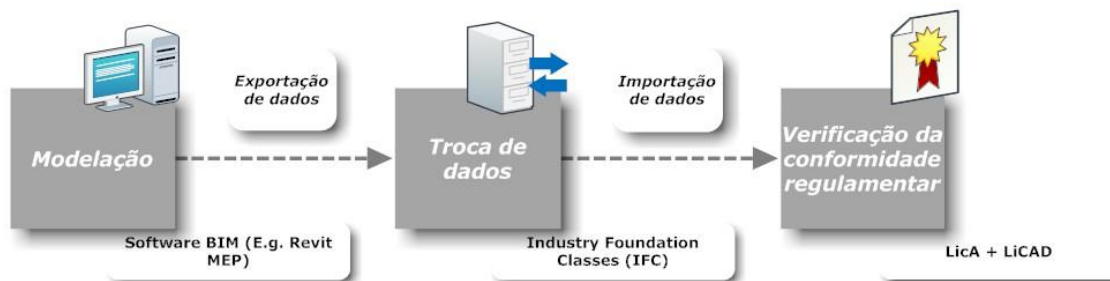 Exportação
de dados
Importação
de dados
Modelação
Troca de
dados
Verificação da
conformidade
regulamentar
Software BIM (E.g. Revit
MEP)
Industry Foundation
Classes (IFC)
LicA + LiCAD